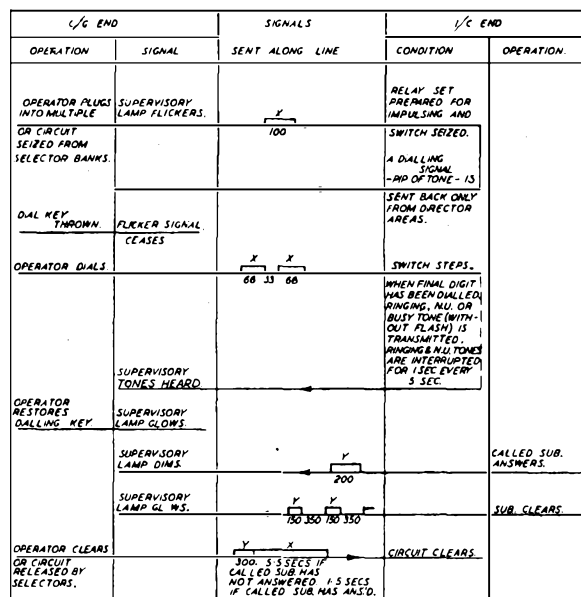 O/G END
SIGNALS
I/C END
OPERATION
SIGNAL
SENT ALONG LINE
CONDITION
OPERATION.
OPERATOR PLUGS
INTO MULTIPLE
OR CIRCUIT
SEIZED FROM
SELECTOR BANKS.
SUPERVISORY
LAMP FLICKERS.
X
100
RELAY SET
PREPARED FOR
IMPULSING AND
SWITCH SEIZED.
A DIALLING
SIGNAL
-PIP OF TONE - IS
SENT BACK ONLY
FROM DIRECTOR
AREAS.
DIAL KEY
THROWN.
FLICKER SIGNAL
CEASES
OPERATOR DIALS.
X X
66 33 66
SWITCH STEPS.
WHEN FINAL DIGIT
HAS BEEN DIALLED,
RINGING, N.U. OR
BUSY TONE (WITH-
OUT FLASH) IS
TRANSMITTED.
RINGING & N.U. TONES
ARE INTERRUPTED
FOR 1 SEC EVERY
5 SEC.
SUPERVISORY
TONES HEARD.
OPERATOR
RESTORES
DALLING KEY.
SUPERVISORY
LAMP GLOWS.
SUPERVISORY
LAMP DIMS.
Y
200
CALLED SUB.
ANSWERS.
SUPERVISORY
LAMP GL WS.
Y Y
150 350 150 350
SUB. CLEARS.
OPERATOR CLEARS
OR CIRCUIT
RELEASED BY
SELECTORS.
Y X
300. 5·5 SECS IF
CALLED SUB. HAS
NOT ANSWERED 1·5 SECS
IF CALLED SUB. HAS ANS'D.
CIRCUIT CLEARS.